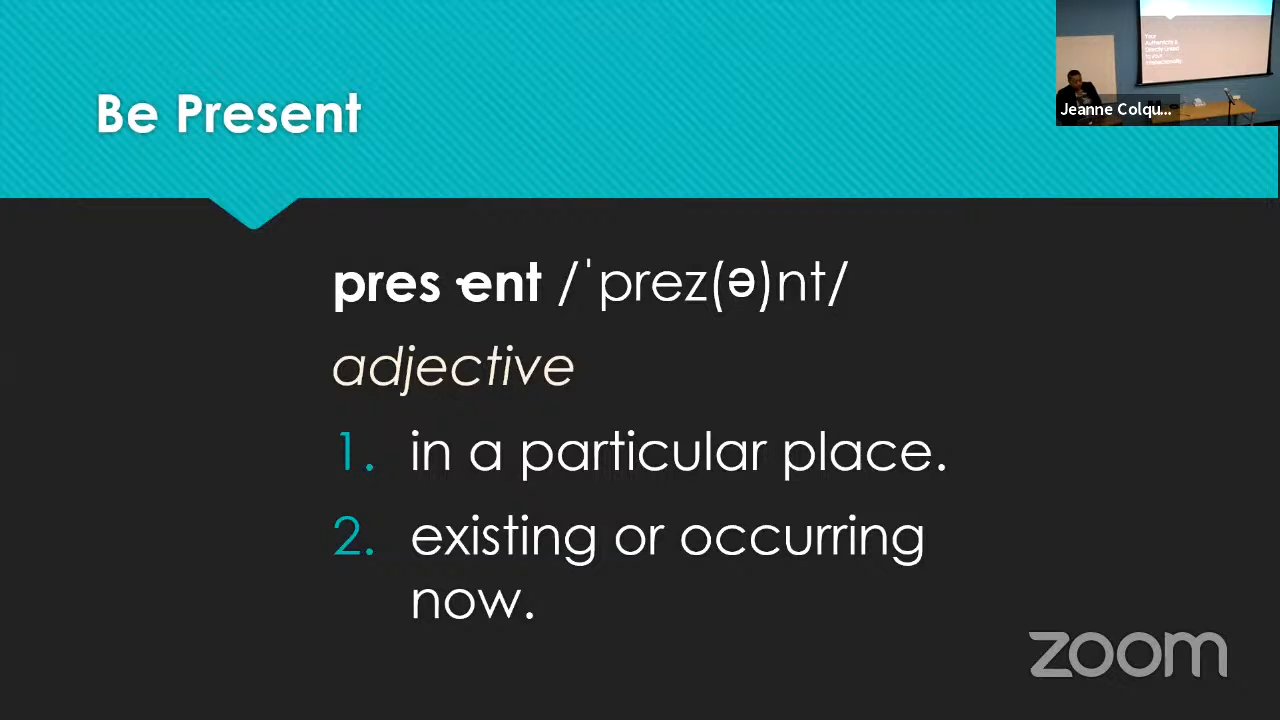 Be Present
Jeanne Colqu...
pres·ent /ˈprez(ə)nt/
adjective
1. in a particular place.
2. existing or occurring
now.
zoom